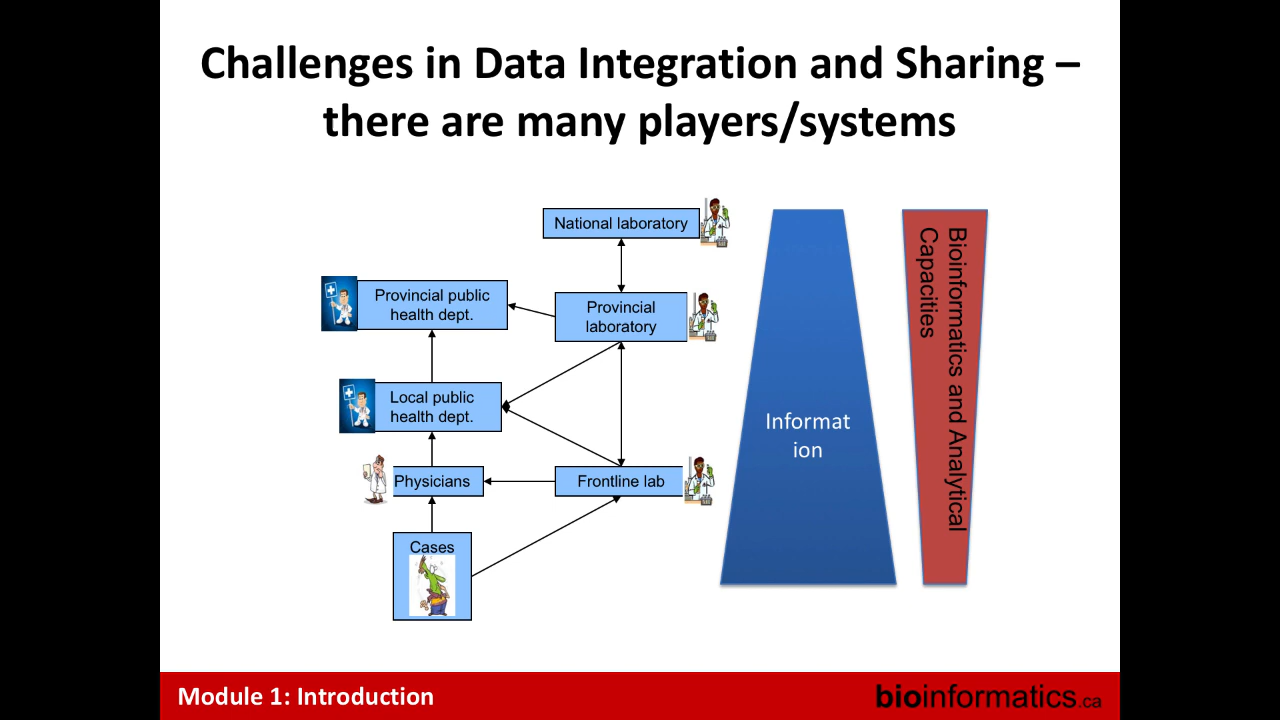 Challenges in Data Integration and Sharing –
there are many players/systems
National laboratory
Provincial public
health dept.
Provincial
laboratory
Local public
health dept.
Physicians
Frontline lab
Cases
Informat
ion
Bioinformatics and Analytical
Capacities
Module 1: Introduction
bioinformatics.ca